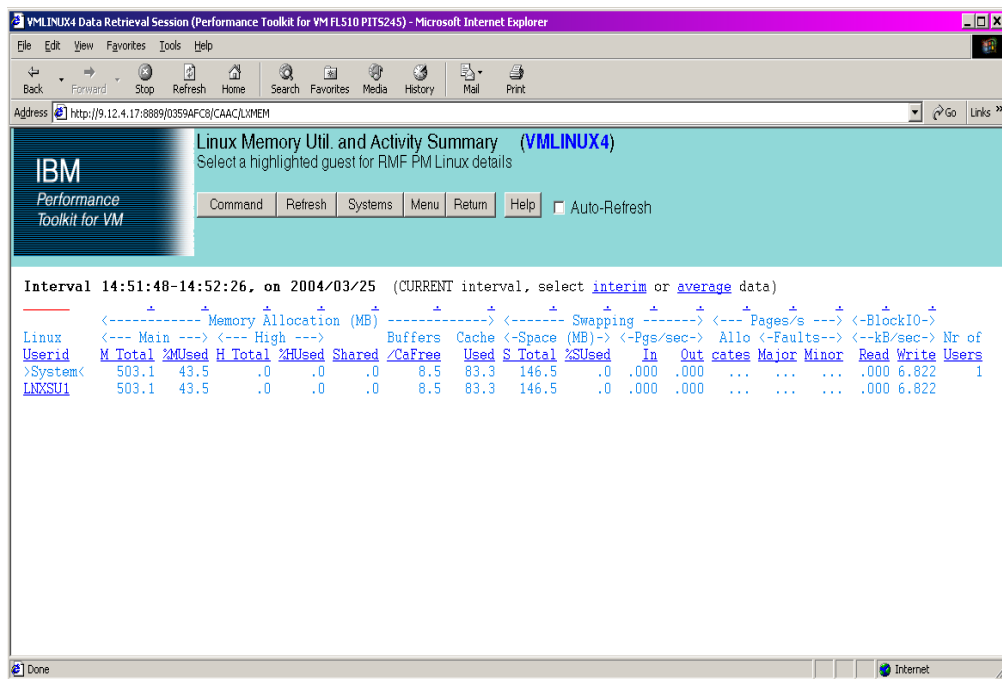 VMLINUX4 Data Retrieval Session (Performance Toolkit for VM FL510 PITS245) - Microsoft Internet Explorer
File Edit View Favorites Tools Help
Back Forward Stop Refresh Home Search Favorites Media History Mail Print
Address http://9.12.4.17:8889/0359AFC8/CAAC/LXMEM Go Links »
Linux Memory Util. and Activity Summary (VMLINUX4)
Select a highlighted guest for RMF PM Linux details
IBM
Performance
Toolkit for VM
Command Refresh Systems Menu Return Help Auto-Refresh
Interval 14:51:48-14:52:26, on 2004/03/25 (CURRENT interval, select interim or average data)
<------------ Memory Allocation (MB) -------------> <------- Swapping -------> <--- Pages/s ---> <-BlockIO->
Linux <--- Main ---> <--- High ---> Buffers Cache <-Space (MB)-> <-Pgs/sec-> Allo <-Faults--> <--kB/sec-> Nr of
Userid M Total %MUsed H Total %HUsed Shared /CaFree Used S Total %SUsed In Out cates Major Minor Read Write Users
>System< 503.1 43.5 .0 .0 .0 8.5 83.3 146.5 .0 .000 .000 ... ... ... .000 6.822 1
LNXSU1 503.1 43.5 .0 .0 .0 8.5 83.3 146.5 .0 .000 .000 ... ... ... .000 6.822
Done Internet